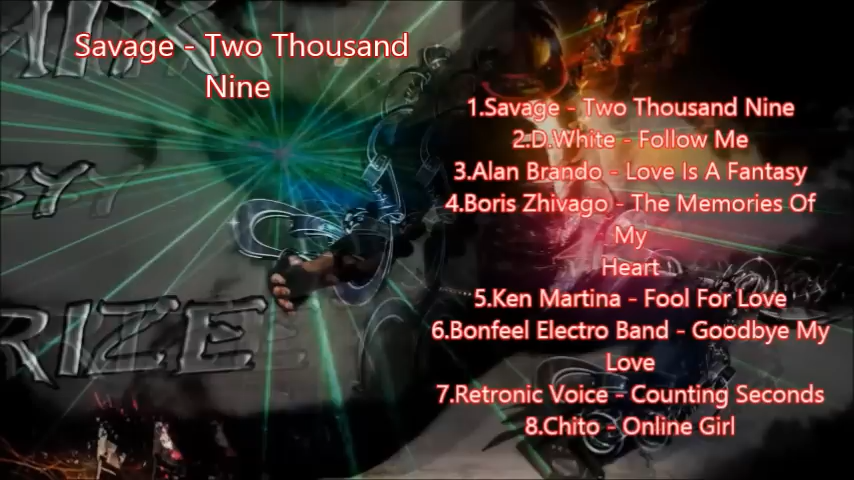 Savage - Two Thousand
Nine
1.Savage - Two Thousand Nine
2.D.White - Follow Me
3.Alan Brando - Love Is A Fantasy
4.Boris Zhivago - The Memories Of
My
Heart
5.Ken Martina - Fool For Love
6.Bonfeel Electro Band - Goodbye My
Love
7.Retronic Voice - Counting Seconds
8.Chito - Online Girl
BY
RIZE